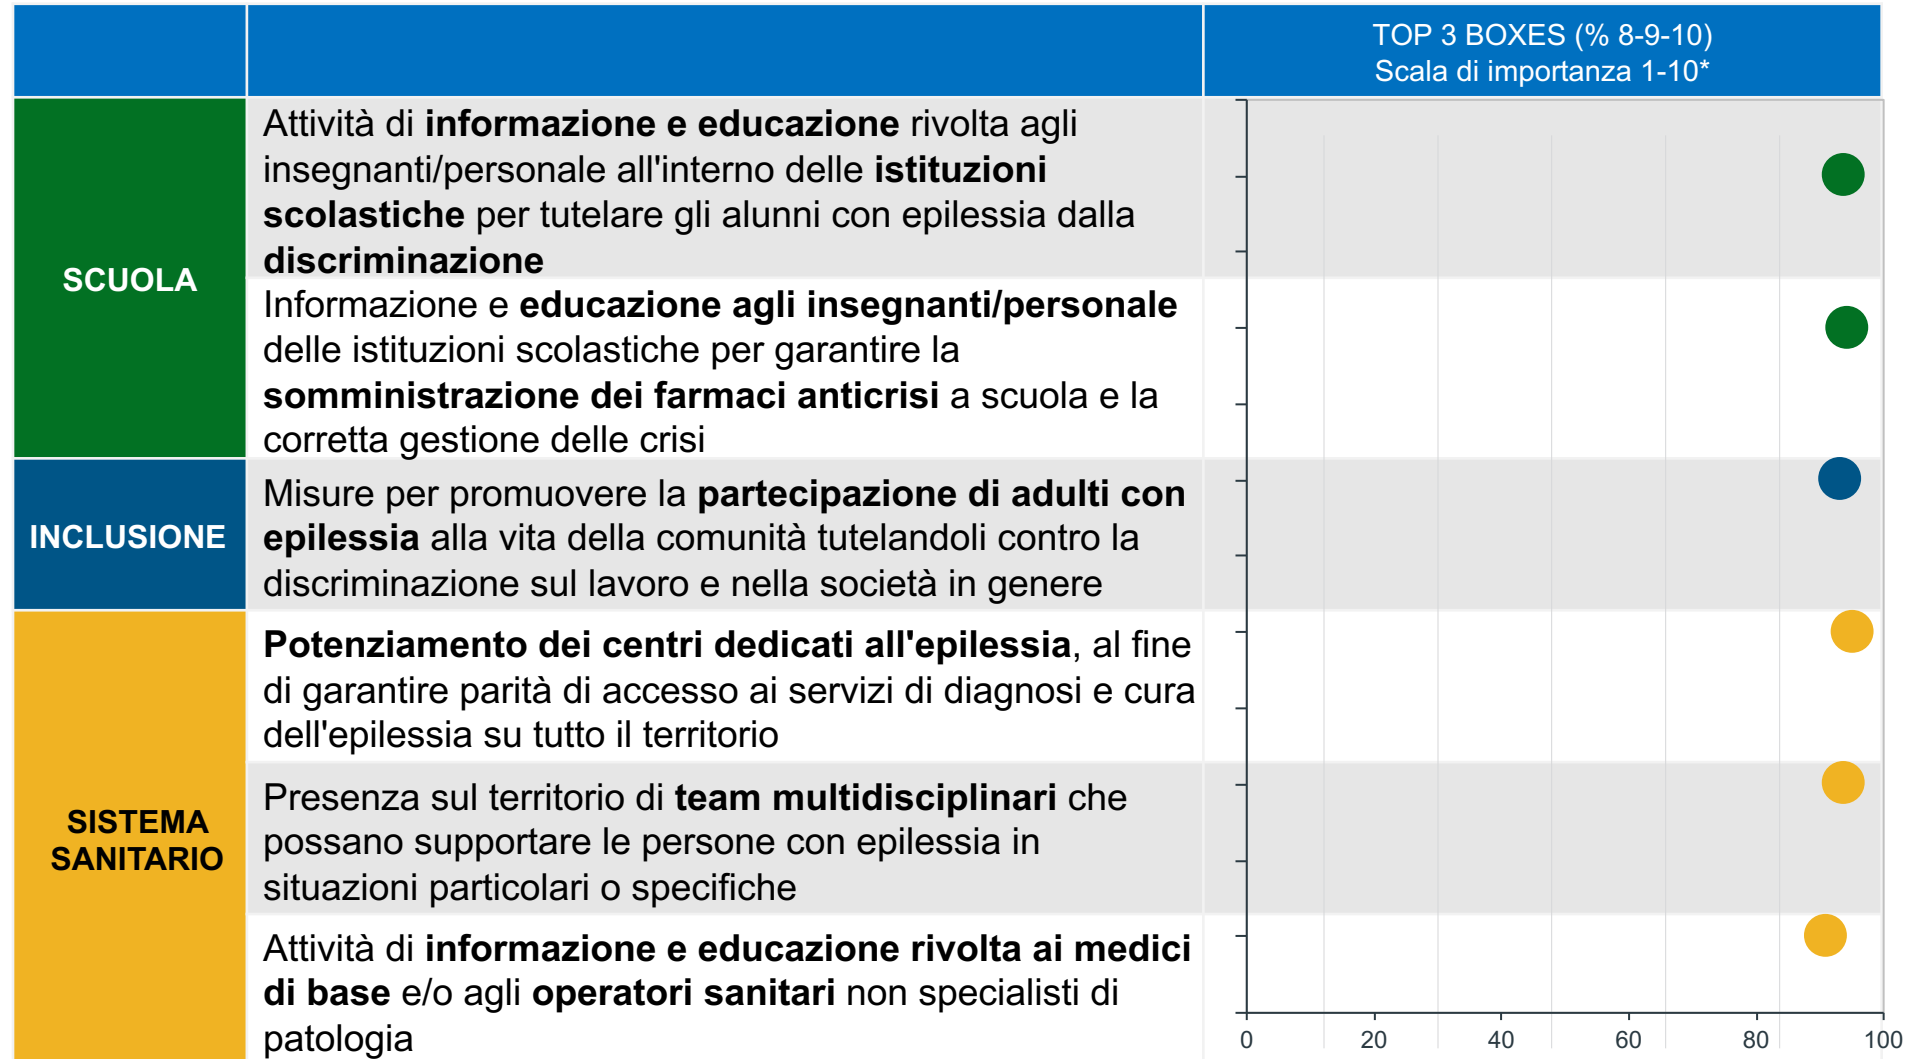 TOP 3 BOXES (% 8-9-10)
Scala di importanza 1-10*
SCUOLA
Attività di informazione e educazione rivolta agli
insegnanti/personale all'interno delle istituzioni
scolastiche per tutelare gli alunni con epilessia dalla
discriminazione
Informazione e educazione agli insegnanti/personale
delle istituzioni scolastiche per garantire la
somministrazione dei farmaci anticrisi a scuola e la
corretta gestione delle crisi
INCLUSIONE
Misure per promuovere la partecipazione di adulti con
epilessia alla vita della comunità tutelandoli contro la
discriminazione sul lavoro e nella società in genere
SISTEMA
SANITARIO
Potenziamento dei centri dedicati all'epilessia, al fine
di garantire parità di accesso ai servizi di diagnosi e cura
dell'epilessia su tutto il territorio
Presenza sul territorio di team multidisciplinari che
possano supportare le persone con epilessia in
situazioni particolari o specifiche
Attività di informazione e educazione rivolta ai medici
di base e/o agli operatori sanitari non specialisti di
patologia
0 20 40 60 80 100